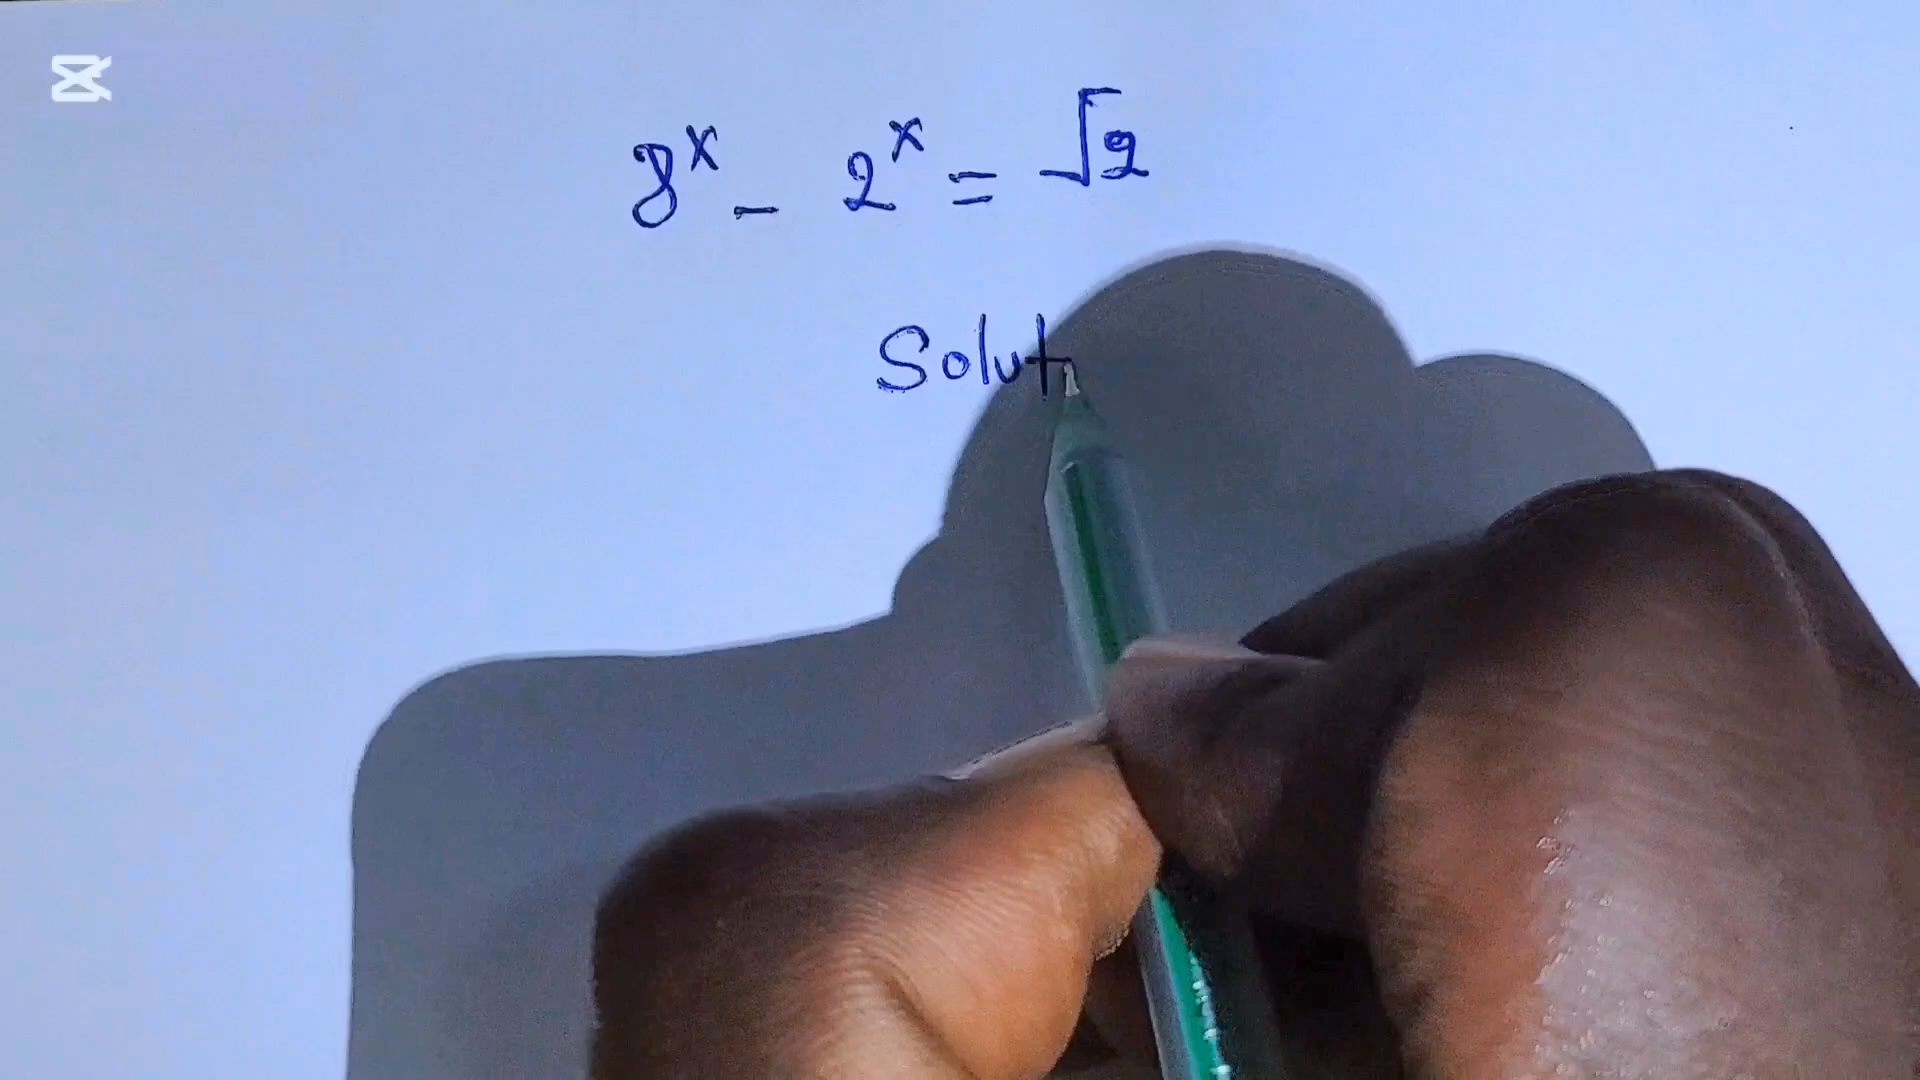 8^x - 2^x = √2
Solut